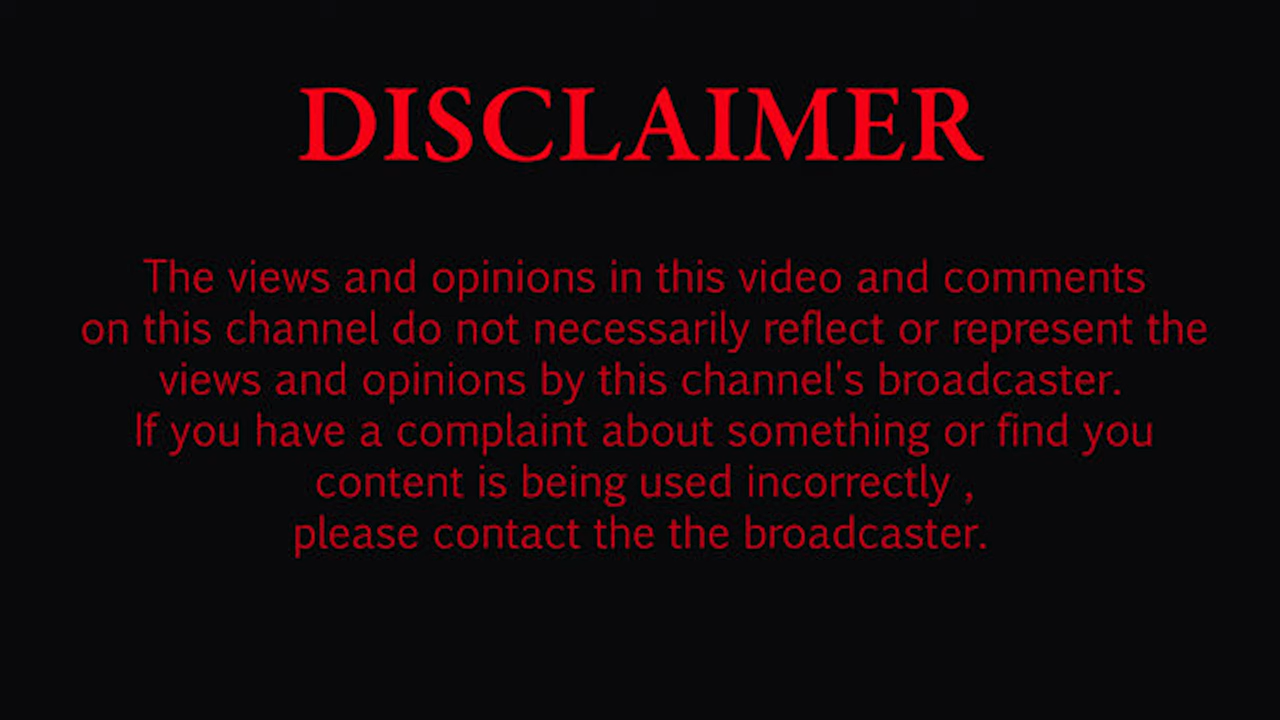 DISCLAIMER
The views and opinions in this video and comments
on this channel do not necessarily reflect or represent the
views and opinions by this channel's broadcaster.
If you have a complaint about something or find you
content is being used incorrectly ,
please contact the the broadcaster.